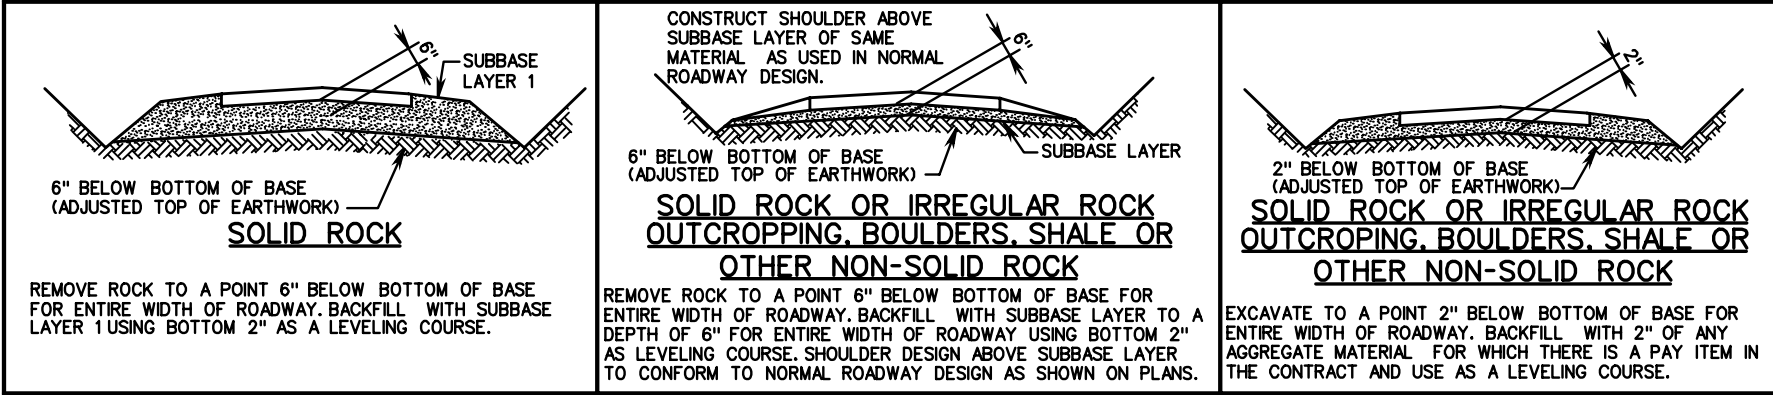 6"
SUBBASE
LAYER 1
6" BELOW BOTTOM OF BASE
(ADJUSTED TOP OF EARTHWORK)
SOLID ROCK
REMOVE ROCK TO A POINT 6" BELOW BOTTOM OF BASE
FOR ENTIRE WIDTH OF ROADWAY. BACKFILL WITH SUBBASE
LAYER 1 USING BOTTOM 2" AS A LEVELING COURSE.
CONSTRUCT SHOULDER ABOVE
SUBBASE LAYER OF SAME
MATERIAL AS USED IN NORMAL
ROADWAY DESIGN.
6"
SUBBASE LAYER
6" BELOW BOTTOM OF BASE
(ADJUSTED TOP OF EARTHWORK)
SOLID ROCK OR IRREGULAR ROCK
OUTCROPPING, BOULDERS, SHALE OR
OTHER NON-SOLID ROCK
REMOVE ROCK TO A POINT 6" BELOW BOTTOM OF BASE FOR
ENTIRE WIDTH OF ROADWAY. BACKFILL WITH SUBBASE LAYER TO A
DEPTH OF 6" FOR ENTIRE WIDTH OF ROADWAY USING BOTTOM 2"
AS LEVELING COURSE. SHOULDER DESIGN ABOVE SUBBASE LAYER
TO CONFORM TO NORMAL ROADWAY DESIGN AS SHOWN ON PLANS.
2"
2" BELOW BOTTOM OF BASE
(ADJUSTED TOP OF EARTHWORK)
SOLID ROCK OR IRREGULAR ROCK
OUTCROPING, BOULDERS, SHALE OR
OTHER NON-SOLID ROCK
EXCAVATE TO A POINT 2" BELOW BOTTOM OF BASE FOR
ENTIRE WIDTH OF ROADWAY. BACKFILL WITH 2" OF ANY
AGGREGATE MATERIAL FOR WHICH THERE IS A PAY ITEM IN
THE CONTRACT AND USE AS A LEVELING COURSE.